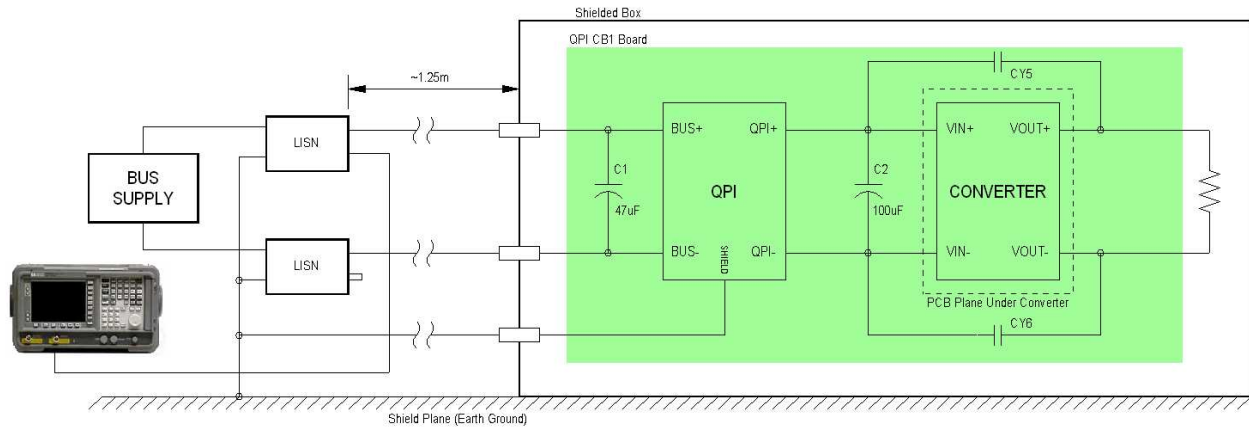 Shielded Box
QPI CB1 Board
~1.25m
CY5
LISN
BUS+
QPI+
VIN+
VOUT+
BUS
SUPPLY
C1
47uF
QPI
C2
100uF
CONVERTER
LISN
BUS-
SHIELD
QPI-
VIN-
VOUT-
PCB Plane Under Converter
CY6
Shield Plane (Earth Ground)